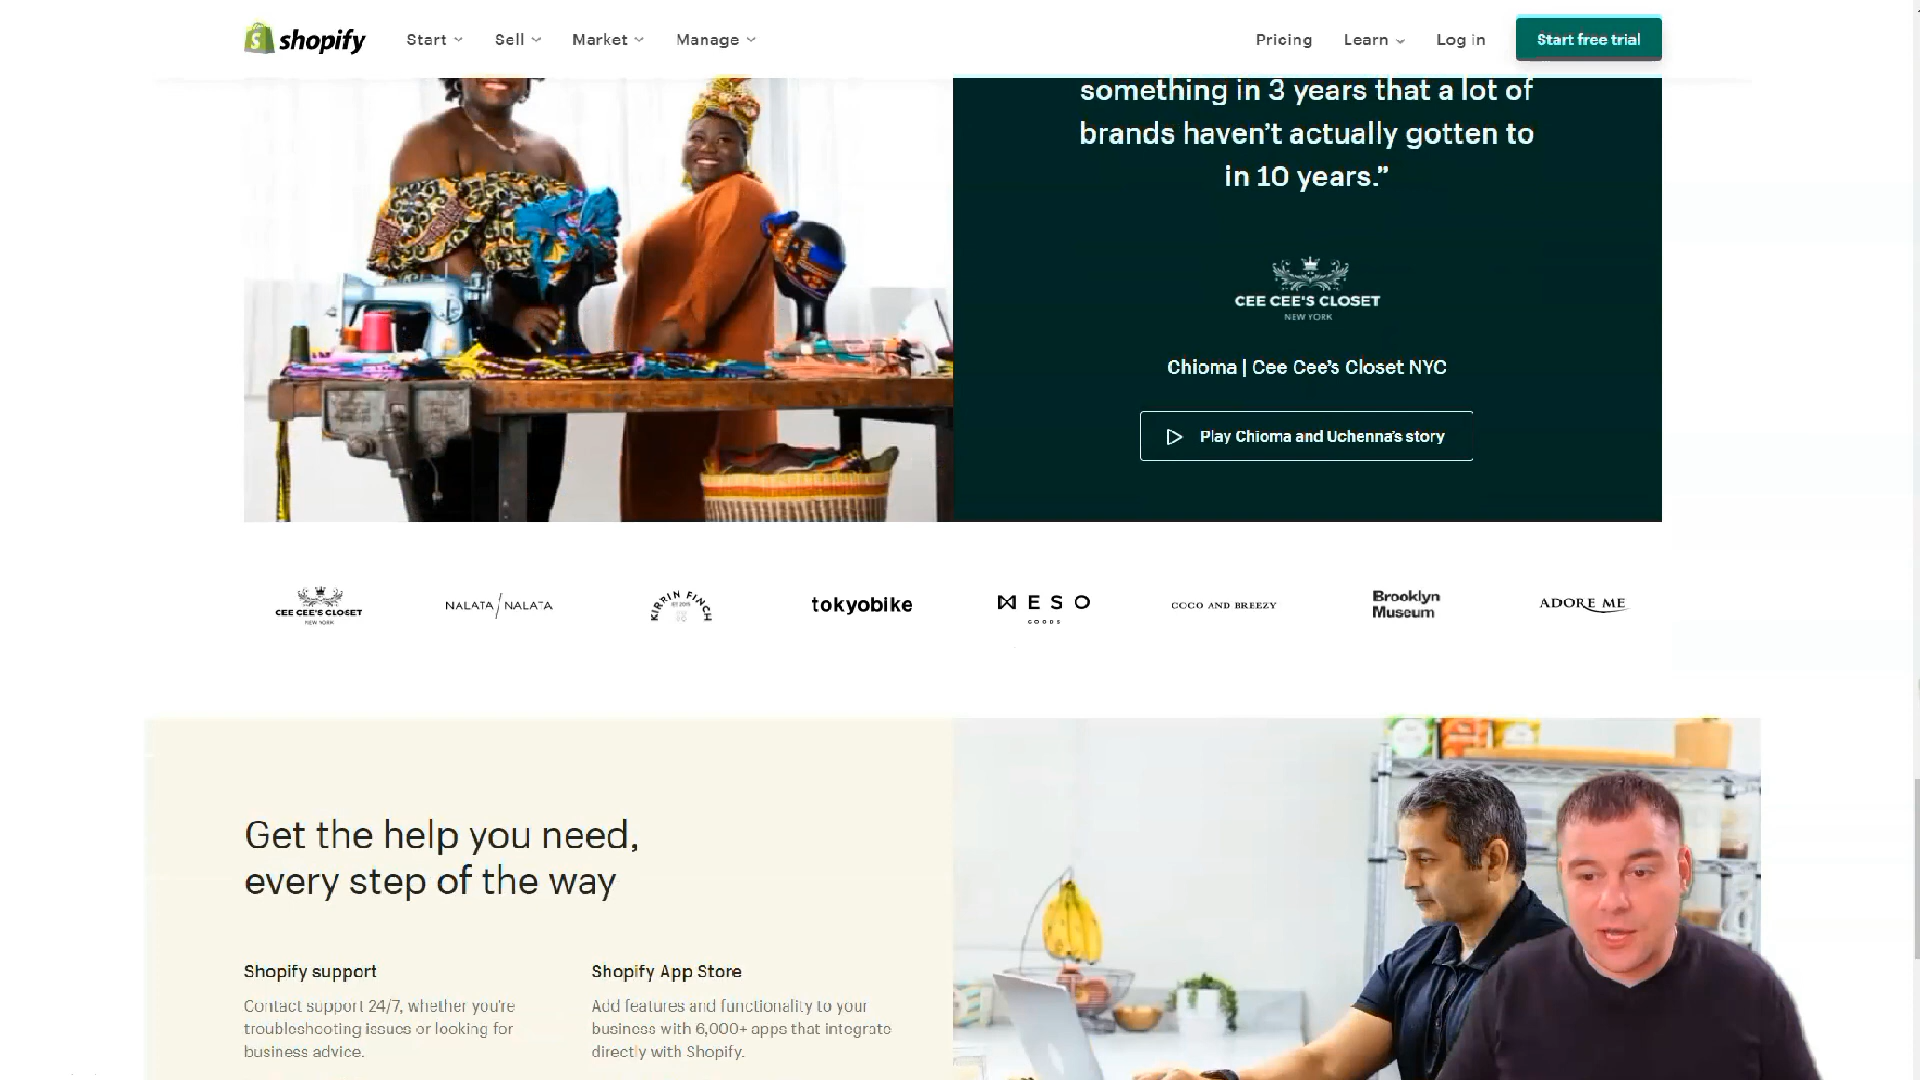 shopify
Start
Sell
Market
Manage
Pricing
Learn
Log in
Start free trial
something in 3 years that a lot of
brands haven’t actually gotten to
in 10 years.”
CEE CEE'S CLOSET
NEW YORK
Chioma | Cee Cee’s Closet NYC
Play Chioma and Uchenna’s story
CEE CEE'S CLOSET
NEW YORK
NALATA / NALATA
KIRRIN FINCH
tokyobike
MESO
GOODS
COCO AND BREEZY
Brooklyn
Museum
ADORE ME
Get the help you need,
every step of the way
Shopify support
Contact support 24/7, whether you’re
troubleshooting issues or looking for
business advice.
Shopify App Store
Add features and functionality to your
business with 6,000+ apps that integrate
directly with Shopify.